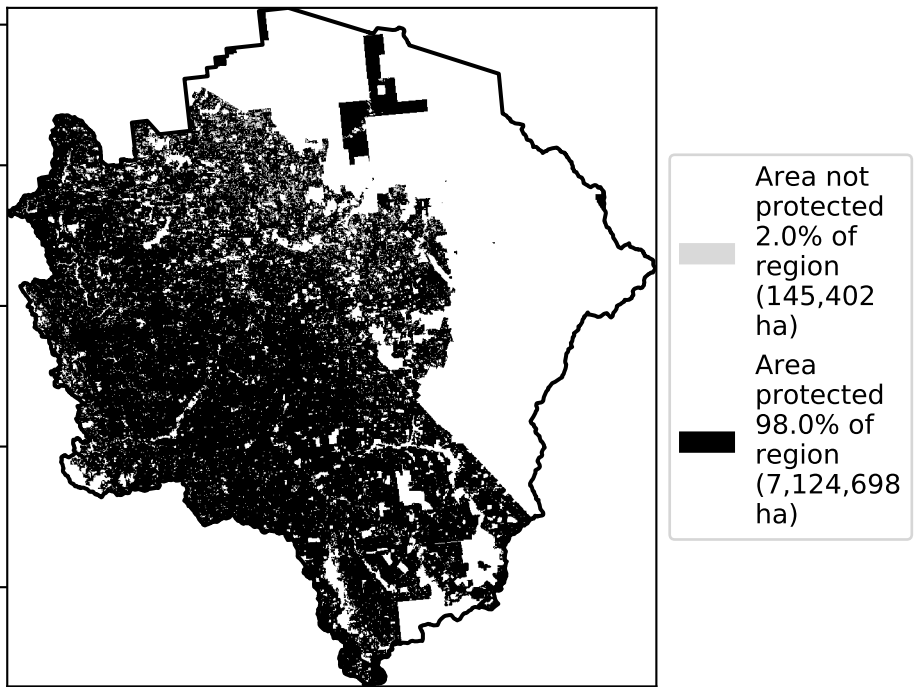 Area not
protected
2.0% of
region
(145,402
ha)
Area
protected
98.0% of
region
(7,124,698
ha)